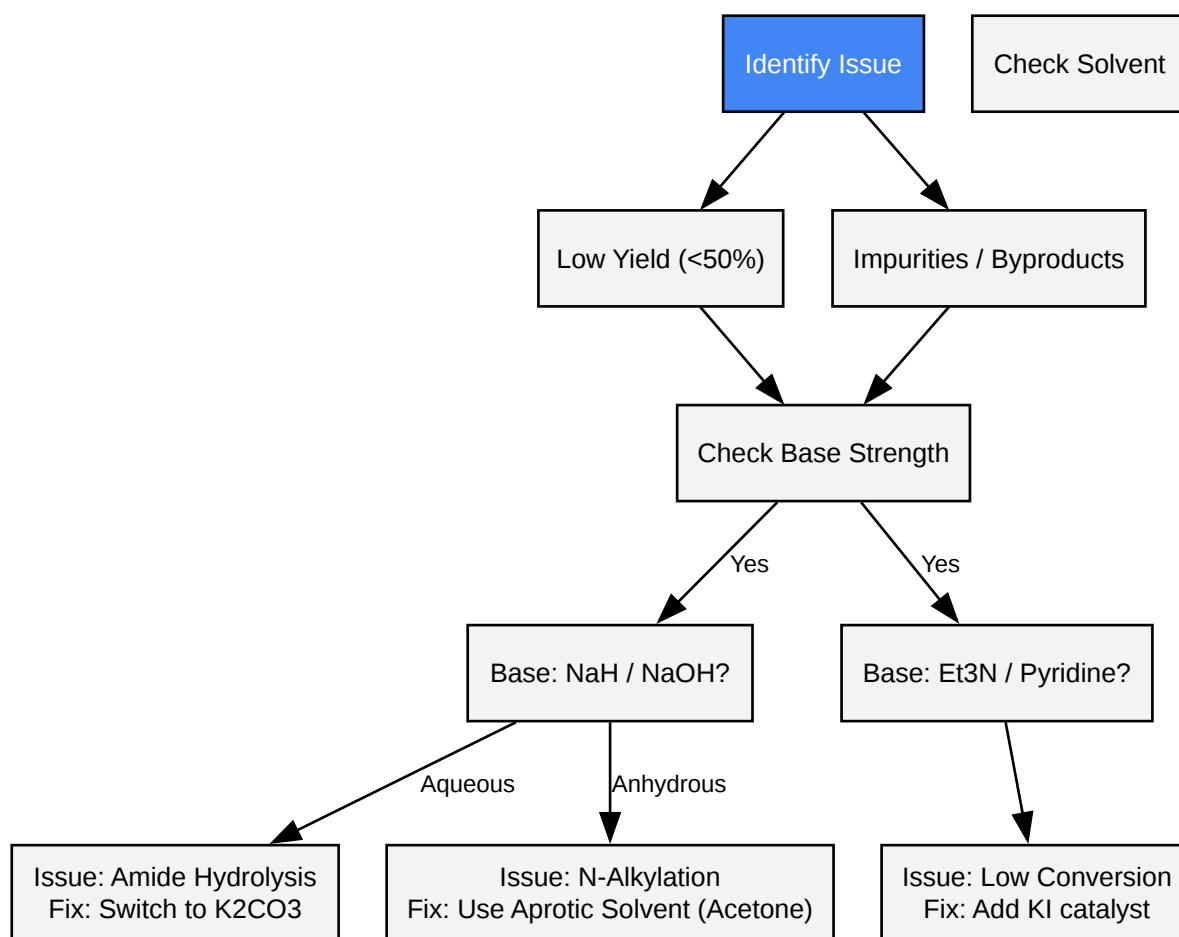 Identify Issue
Check Solvent
Low Yield (<50%)
Impurities / Byproducts
Check Base Strength
Yes
Yes
Base: NaH / NaOH?
Base: Et3N / Pyridine?
Aqueous
Anhydrous
Issue: Amide Hydrolysis
Fix: Switch to K2CO3
Issue: N-Alkylation
Fix: Use Aprotic Solvent (Acetone)
Issue: Low Conversion
Fix: Add KI catalyst